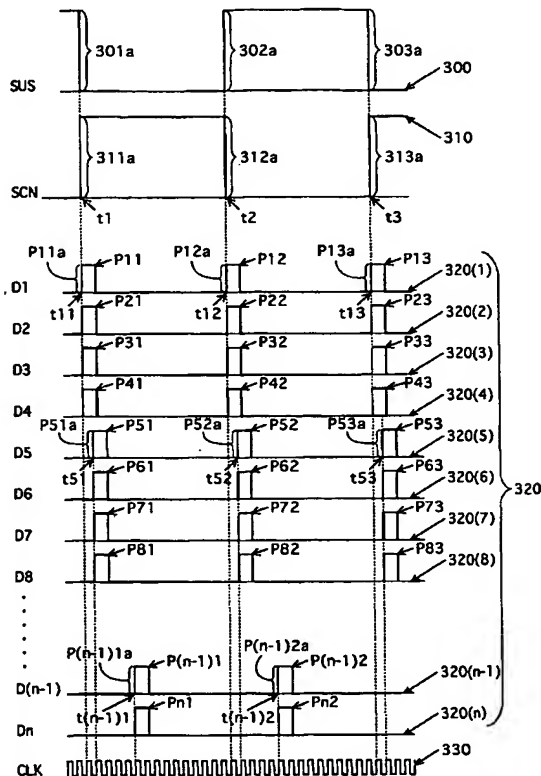 301a 302a 303a
SUS 300
310
311a 312a 313a
SCN
t1 t2 t3
P11a P11 P12a P12 P13a P13
D1 320(1)
t11 P21 t12 P22 t13 P23
D2 320(2)
P31 P32 P33
D3 320(3)
P41 P42 P43
D4 320(4)
P51a P51 P52a P52 P53a P53
D5 320(5)
t51 P61 t52 P62 t53 P63
D6 320(6)
320
P71 P72 P73
D7 320(7)
P81 P82 P83
D8 320(8)
P(n-1)1a P(n-1)1 P(n-1)2a P(n-1)2
D(n-1) 320(n-1)
t(n-1)1 Pn1 t(n-1)2 Pn2
Dn 320(n)
CLK 330